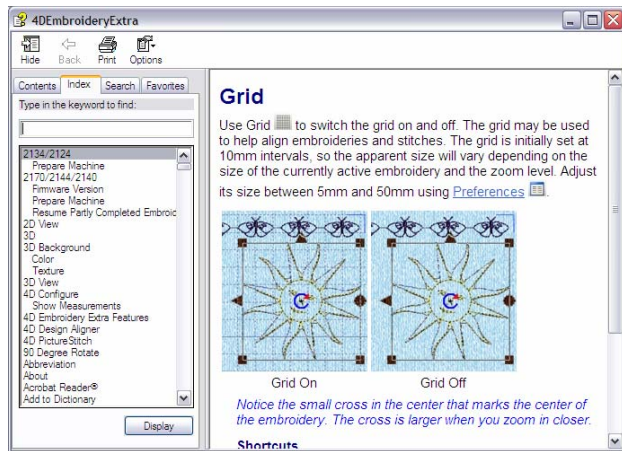 4DEmbroideryExtra
Hide Back Print Options
Contents Index Search Favorites
Type in the keyword to find:
2134/2124
Prepare Machine
2170/2144/2140
Firmware Version
Prepare Machine
Resume Partly Completed Embroic
2D View
3D
3D Background
Color
Texture
3D View
4D Configure
Show Measurements
4D Embroidery Extra Features
4D Design Aligner
4D PictureStitch
90 Degree Rotate
Abbreviation
About
Acrobat Reader®
Add to Dictionary
Display
Grid
Use Grid to switch the grid on and off. The grid may be used
to help align embroideries and stitches. The grid is initially set at
10mm intervals, so the apparent size will vary depending on the
size of the currently active embroidery and the zoom level. Adjust
its size between 5mm and 50mm using Preferences .
Grid On Grid Off
Notice the small cross in the center that marks the center of
the embroidery. The cross is larger when you zoom in closer.
Shortcuts